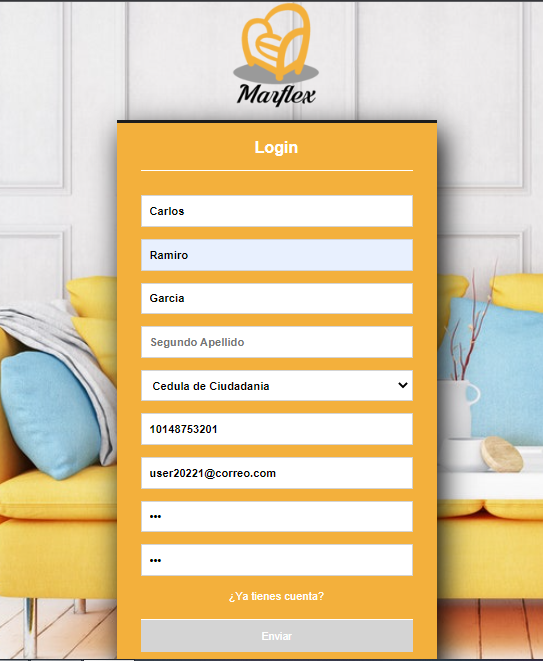 Marflex
Login
Carlos
Ramiro
Garcia
Segundo Apellido
Cedula de Ciudadania
10148753201
user20221@correo.com
•••
•••
¿Ya tienes cuenta?
Enviar